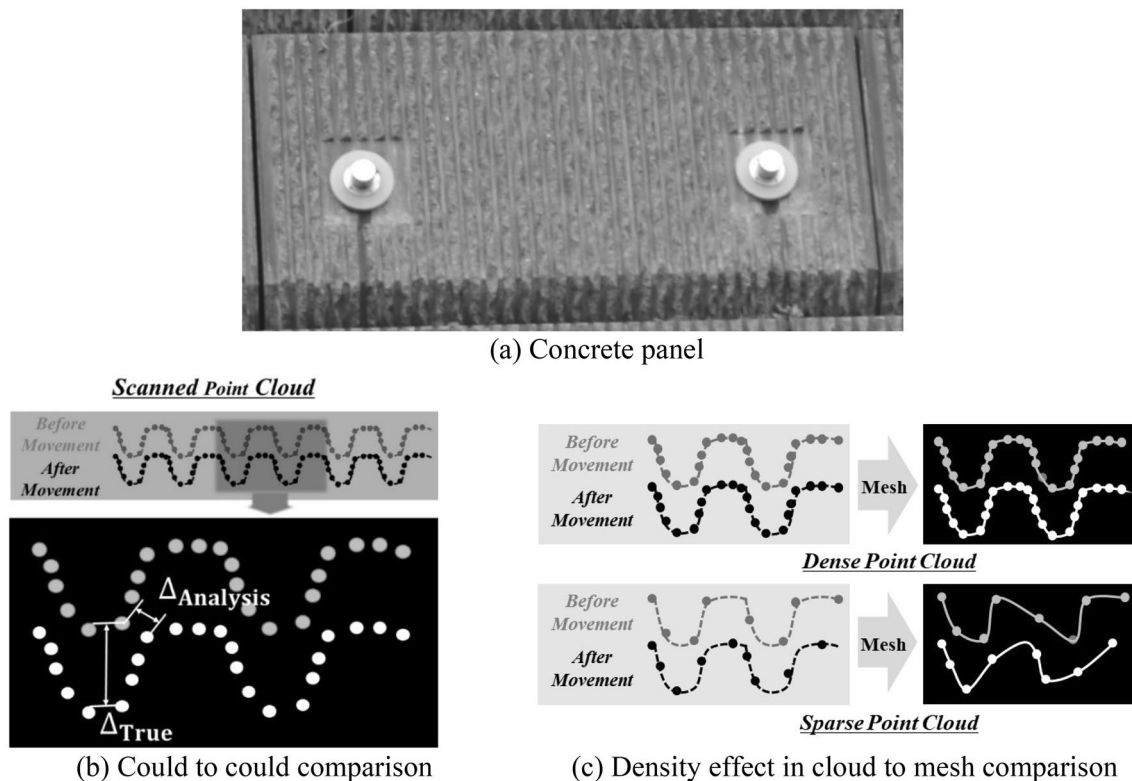 (a) Concrete panel
Scanned Point Cloud
Before
Movement
After
Movement
ΔAnalysis
ΔTrue
(b) Could to could comparison
Before
Movement
After
Movement
Mesh
Dense Point Cloud
Before
Movement
After
Movement
Mesh
Sparse Point Cloud
(c) Density effect in cloud to mesh comparison